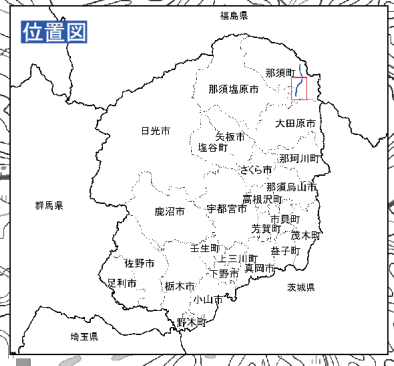 福島県
位置図
那須町
那須塩原市
大田原市
日光市
矢板市
塩谷町
那珂川町
さくら市
那須烏山市
高根沢町
群馬県
鹿沼市
宇都宮市
市貝町
芳賀町
茂木町
壬生町
益子町
上三川町
佐野市
真岡市
下野市
足利市
栃木市
茨城県
小山市
野木町
埼玉県